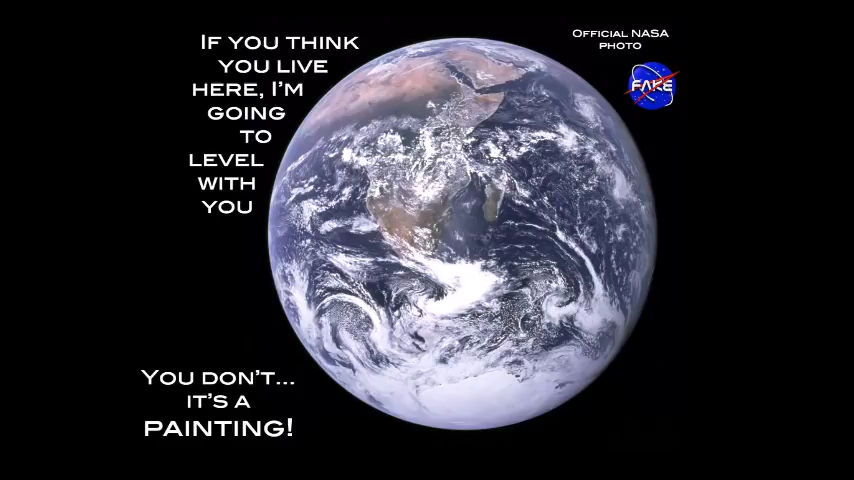 IF YOU THINK
YOU LIVE
HERE, I'M
GOING
TO
LEVEL
WITH
YOU
OFFICIAL NASA
PHOTO
FAKE
YOU DON'T...
IT'S A
PAINTING!